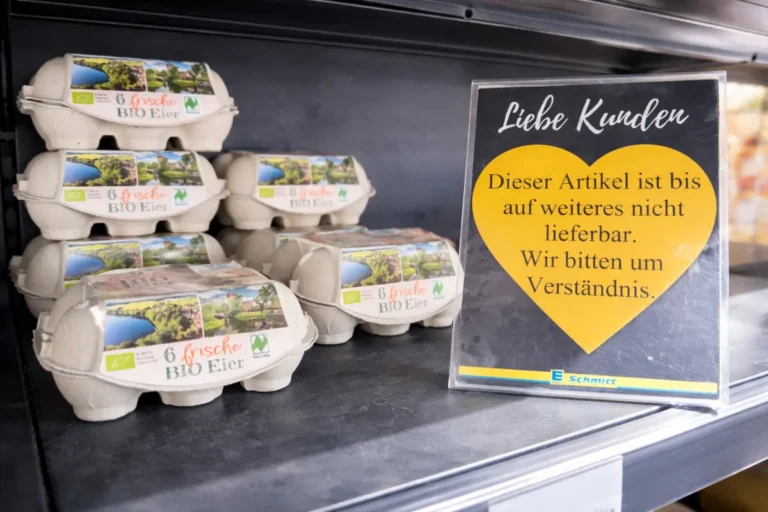 6 frische
BIO Eier
6 frische
BIO Eier
6 frische
BIO Eier
6 frische
BIO Eier
6 frische
BIO Eier
Liebe Kunden
Dieser Artikel ist bis
auf weiteres nicht
lieferbar.
Wir bitten um
Verständnis.
E Schmitt